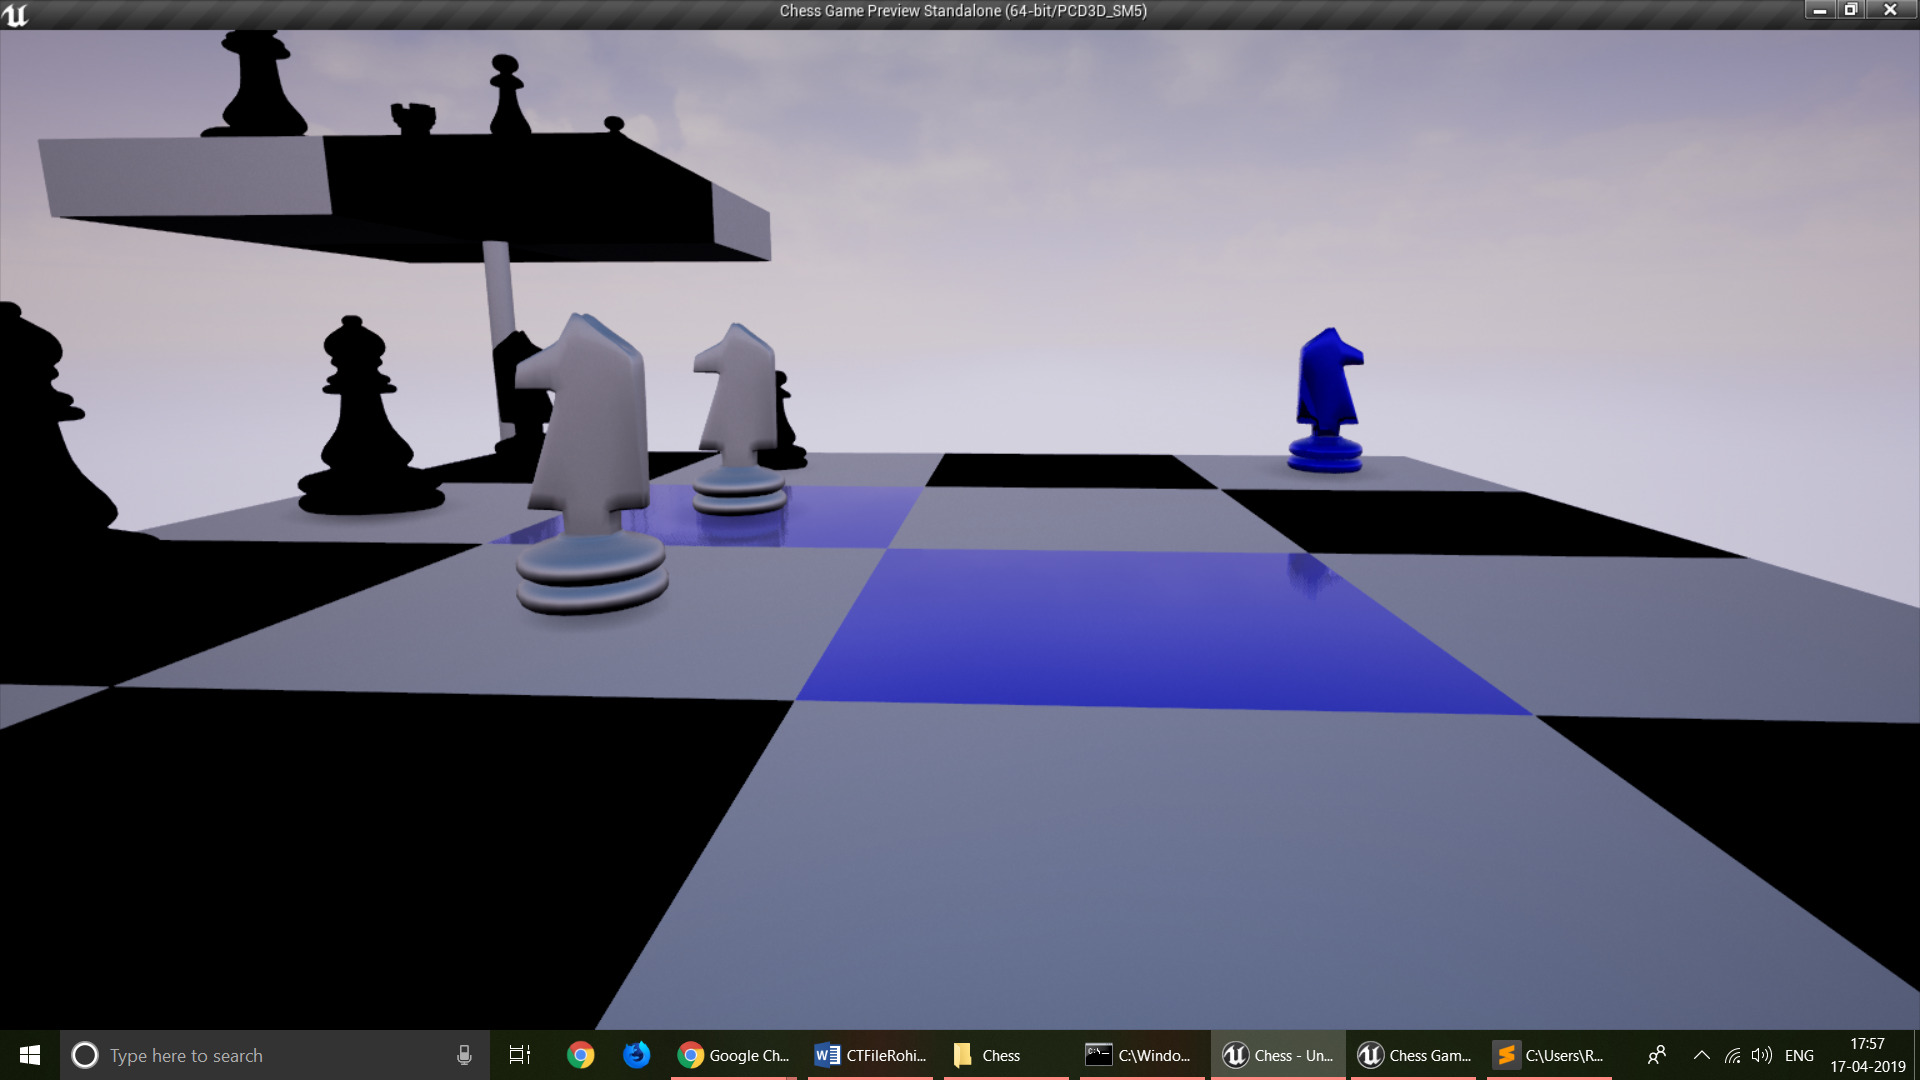 Chess Game Preview Standalone (64-bit/PCD3D_SM5)
Type here to search
Google Ch...
CTFileRohi...
Chess
C:\Windo...
Chess - Un...
Chess Gam...
C:\Users\R...
ENG
17:57
17-04-2019